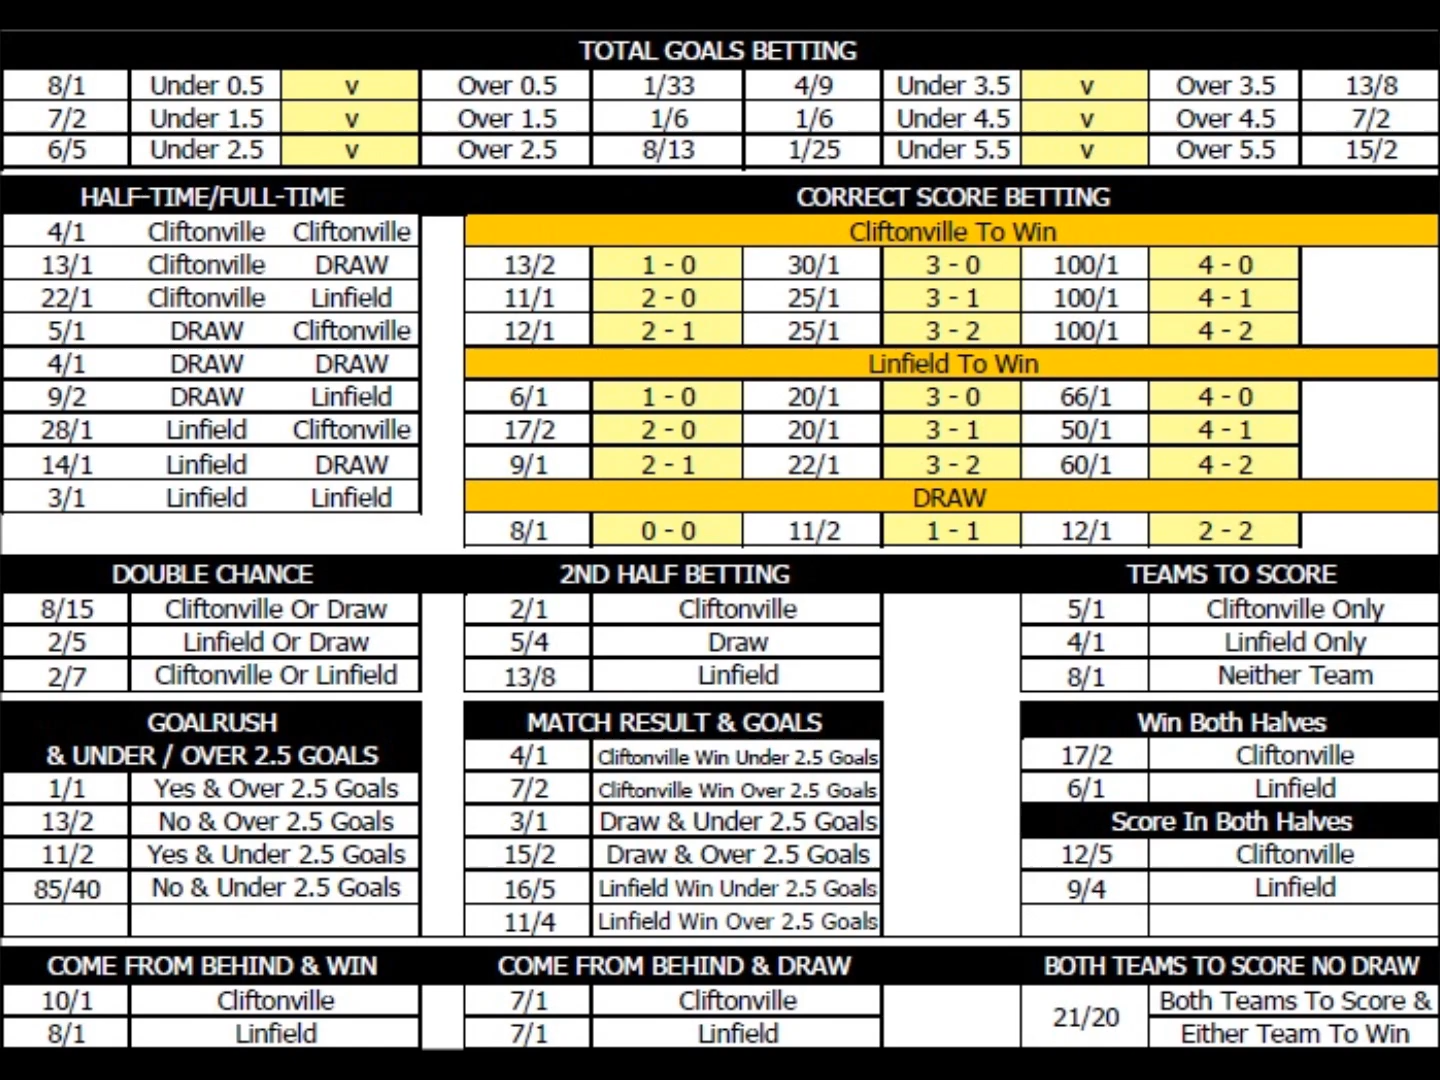 TOTAL GOALS BETTING
8/1 Under 0.5 v Over 0.5 1/33 4/9 Under 3.5 v Over 3.5 13/8
7/2 Under 1.5 v Over 1.5 1/6 1/6 Under 4.5 v Over 4.5 7/2
6/5 Under 2.5 v Over 2.5 8/13 1/25 Under 5.5 v Over 5.5 15/2
HALF-TIME/FULL-TIME
4/1 Cliftonville Cliftonville
13/1 Cliftonville DRAW
22/1 Cliftonville Linfield
5/1 DRAW Cliftonville
4/1 DRAW DRAW
9/2 DRAW Linfield
28/1 Linfield Cliftonville
14/1 Linfield DRAW
3/1 Linfield Linfield
CORRECT SCORE BETTING
Cliftonville To Win
13/2 1 - 0 30/1 3 - 0 100/1 4 - 0
11/1 2 - 0 25/1 3 - 1 100/1 4 - 1
12/1 2 - 1 25/1 3 - 2 100/1 4 - 2
Linfield To Win
6/1 1 - 0 20/1 3 - 0 66/1 4 - 0
17/2 2 - 0 20/1 3 - 1 50/1 4 - 1
9/1 2 - 1 22/1 3 - 2 60/1 4 - 2
DRAW
8/1 0 - 0 11/2 1 - 1 12/1 2 - 2
DOUBLE CHANCE
8/15 Cliftonville Or Draw
2/5 Linfield Or Draw
2/7 Cliftonville Or Linfield
2ND HALF BETTING
2/1 Cliftonville
5/4 Draw
13/8 Linfield
TEAMS TO SCORE
5/1 Cliftonville Only
4/1 Linfield Only
8/1 Neither Team
GOALRUSH
& UNDER / OVER 2.5 GOALS
1/1 Yes & Over 2.5 Goals
13/2 No & Over 2.5 Goals
11/2 Yes & Under 2.5 Goals
85/40 No & Under 2.5 Goals
MATCH RESULT & GOALS
4/1 Cliftonville Win Under 2.5 Goals
7/2 Cliftonville Win Over 2.5 Goals
3/1 Draw & Under 2.5 Goals
15/2 Draw & Over 2.5 Goals
16/5 Linfield Win Under 2.5 Goals
11/4 Linfield Win Over 2.5 Goals
Win Both Halves
17/2 Cliftonville
6/1 Linfield
Score In Both Halves
12/5 Cliftonville
9/4 Linfield
COME FROM BEHIND & WIN
10/1 Cliftonville
8/1 Linfield
COME FROM BEHIND & DRAW
7/1 Cliftonville
7/1 Linfield
BOTH TEAMS TO SCORE NO DRAW
21/20 Both Teams To Score &
Either Team To Win